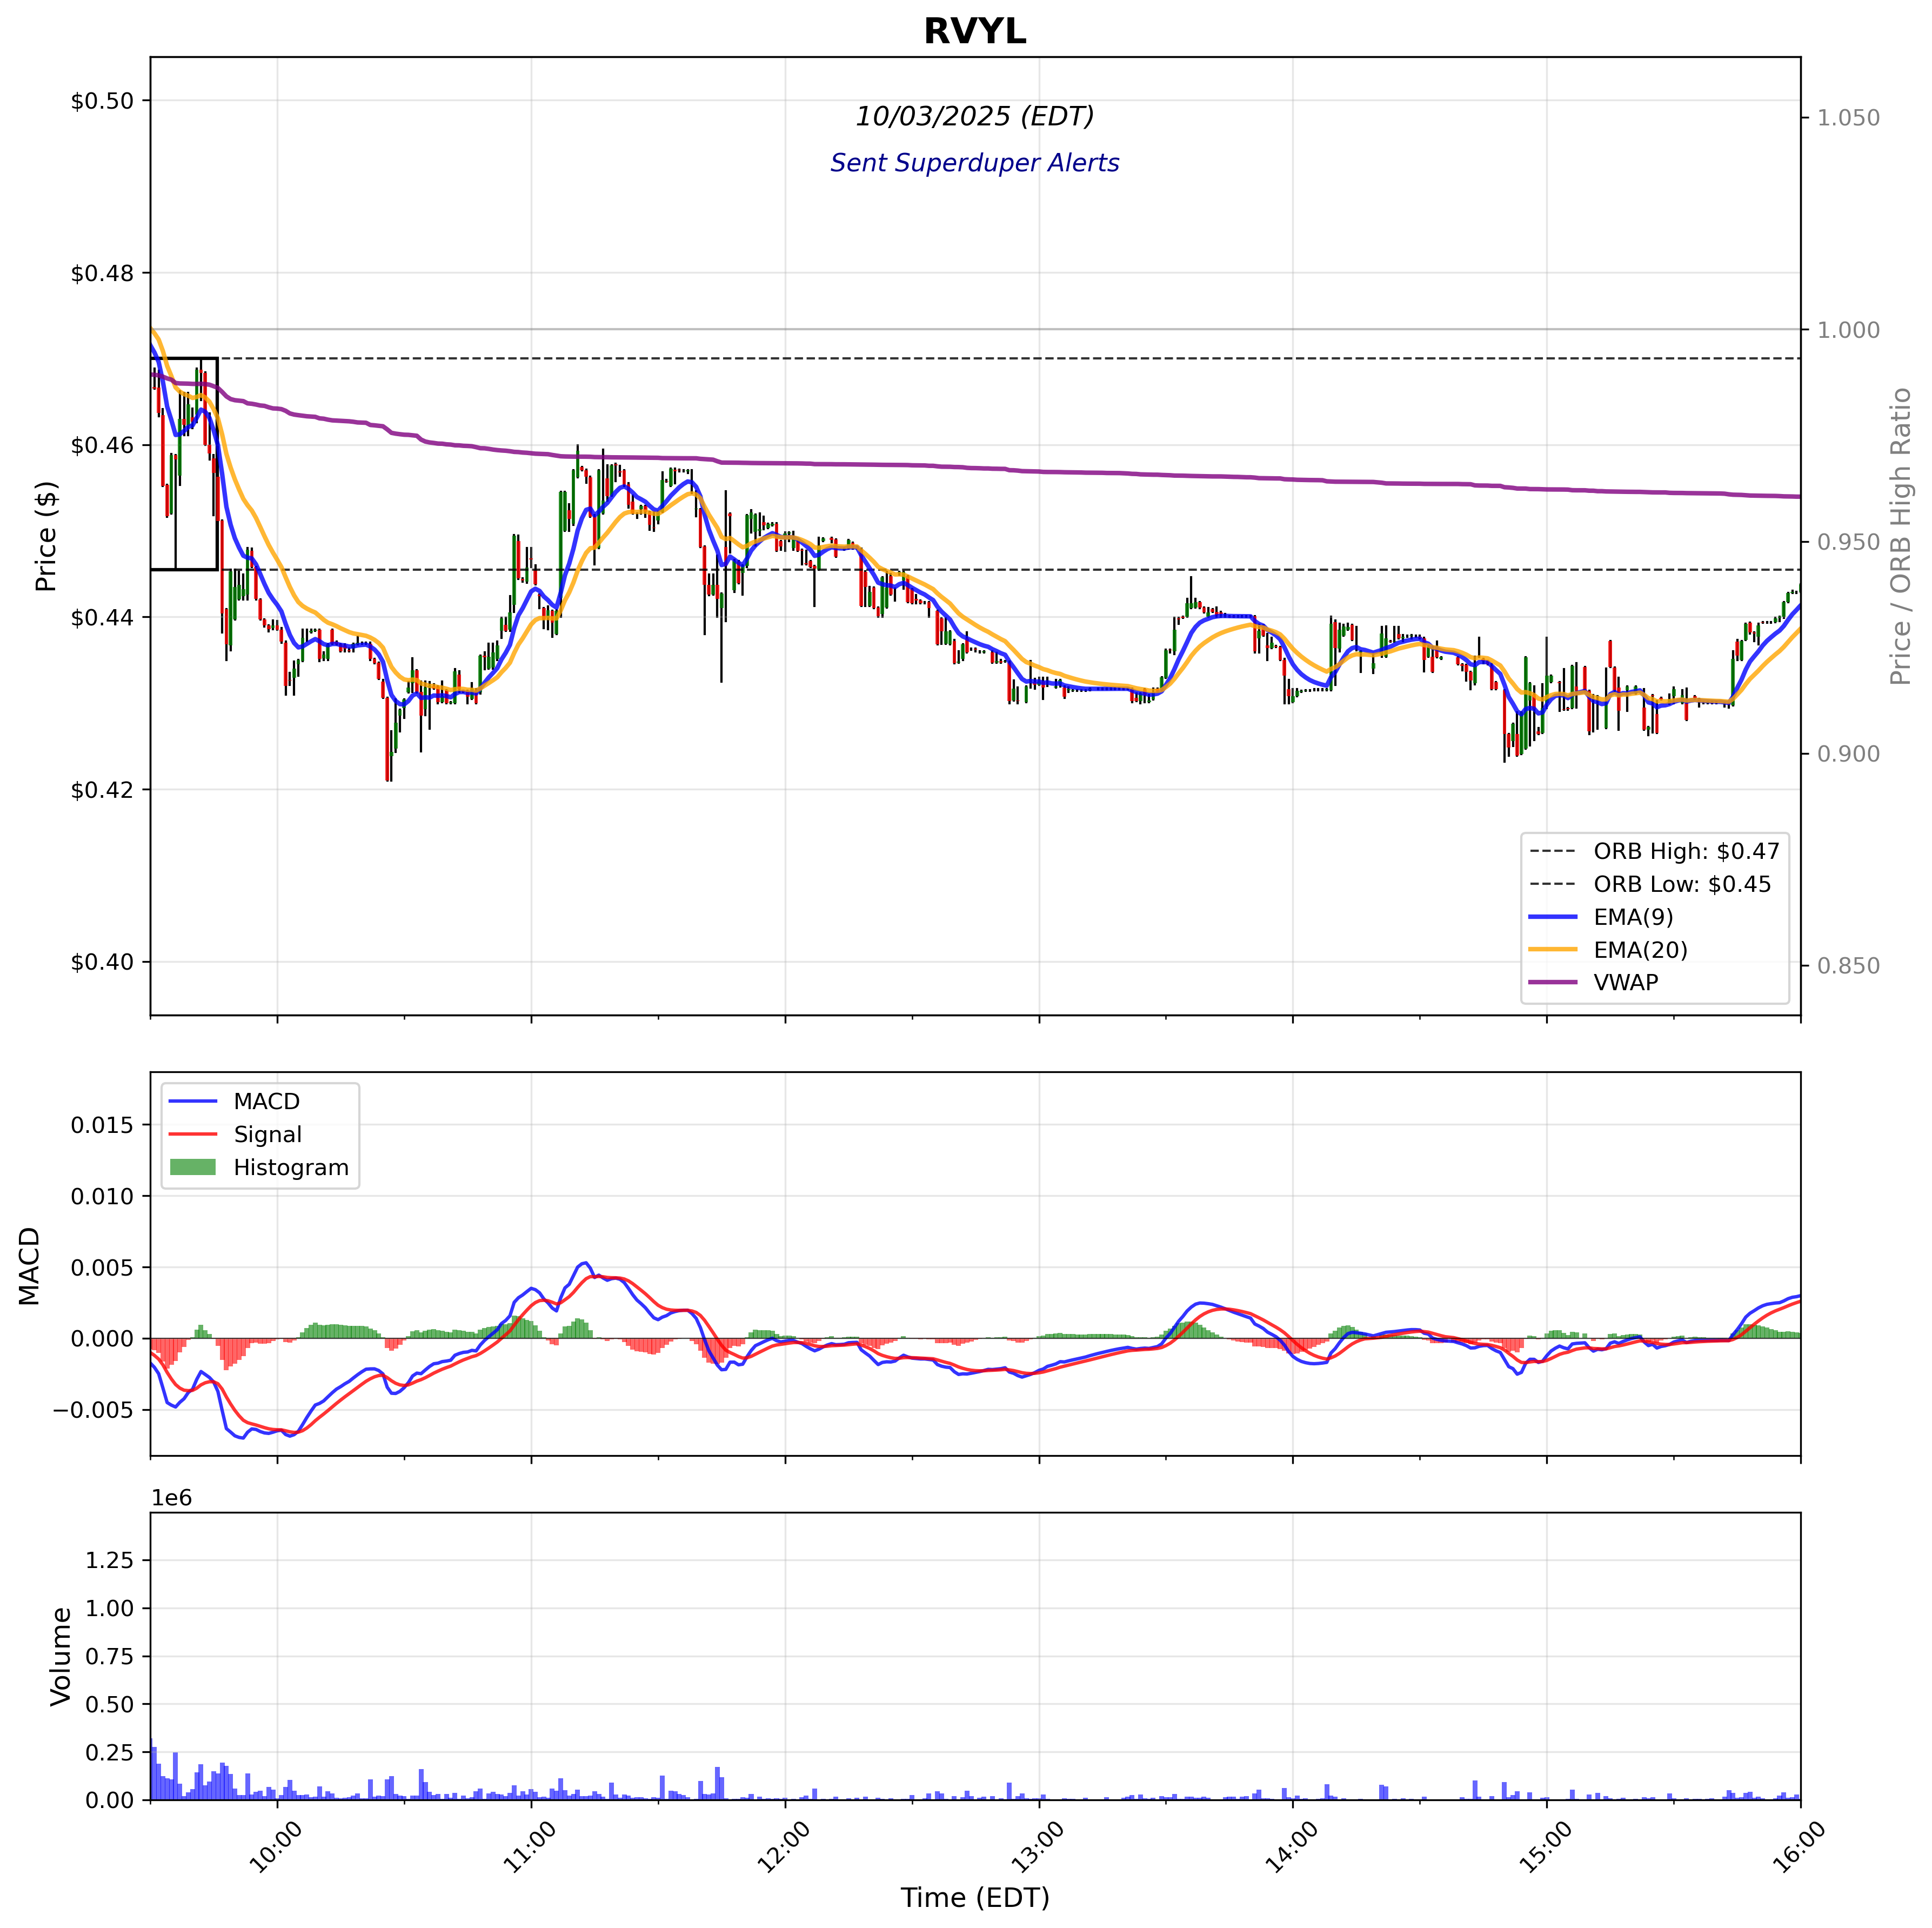 RVYL
10/03/2025 (EDT)
Sent Superduper Alerts
$0.50
$0.48
$0.46
$0.44
$0.42
$0.40
Price ($)
1.050
1.000
0.950
0.900
0.850
Price / ORB High Ratio
ORB High: $0.47
ORB Low: $0.45
EMA(9)
EMA(20)
VWAP
MACD
Signal
Histogram
0.015
0.010
0.005
0.000
−0.005
MACD
1e6
1.25
1.00
0.75
0.50
0.25
0.00
Volume
10:00
11:00
12:00
13:00
14:00
15:00
16:00
Time (EDT)